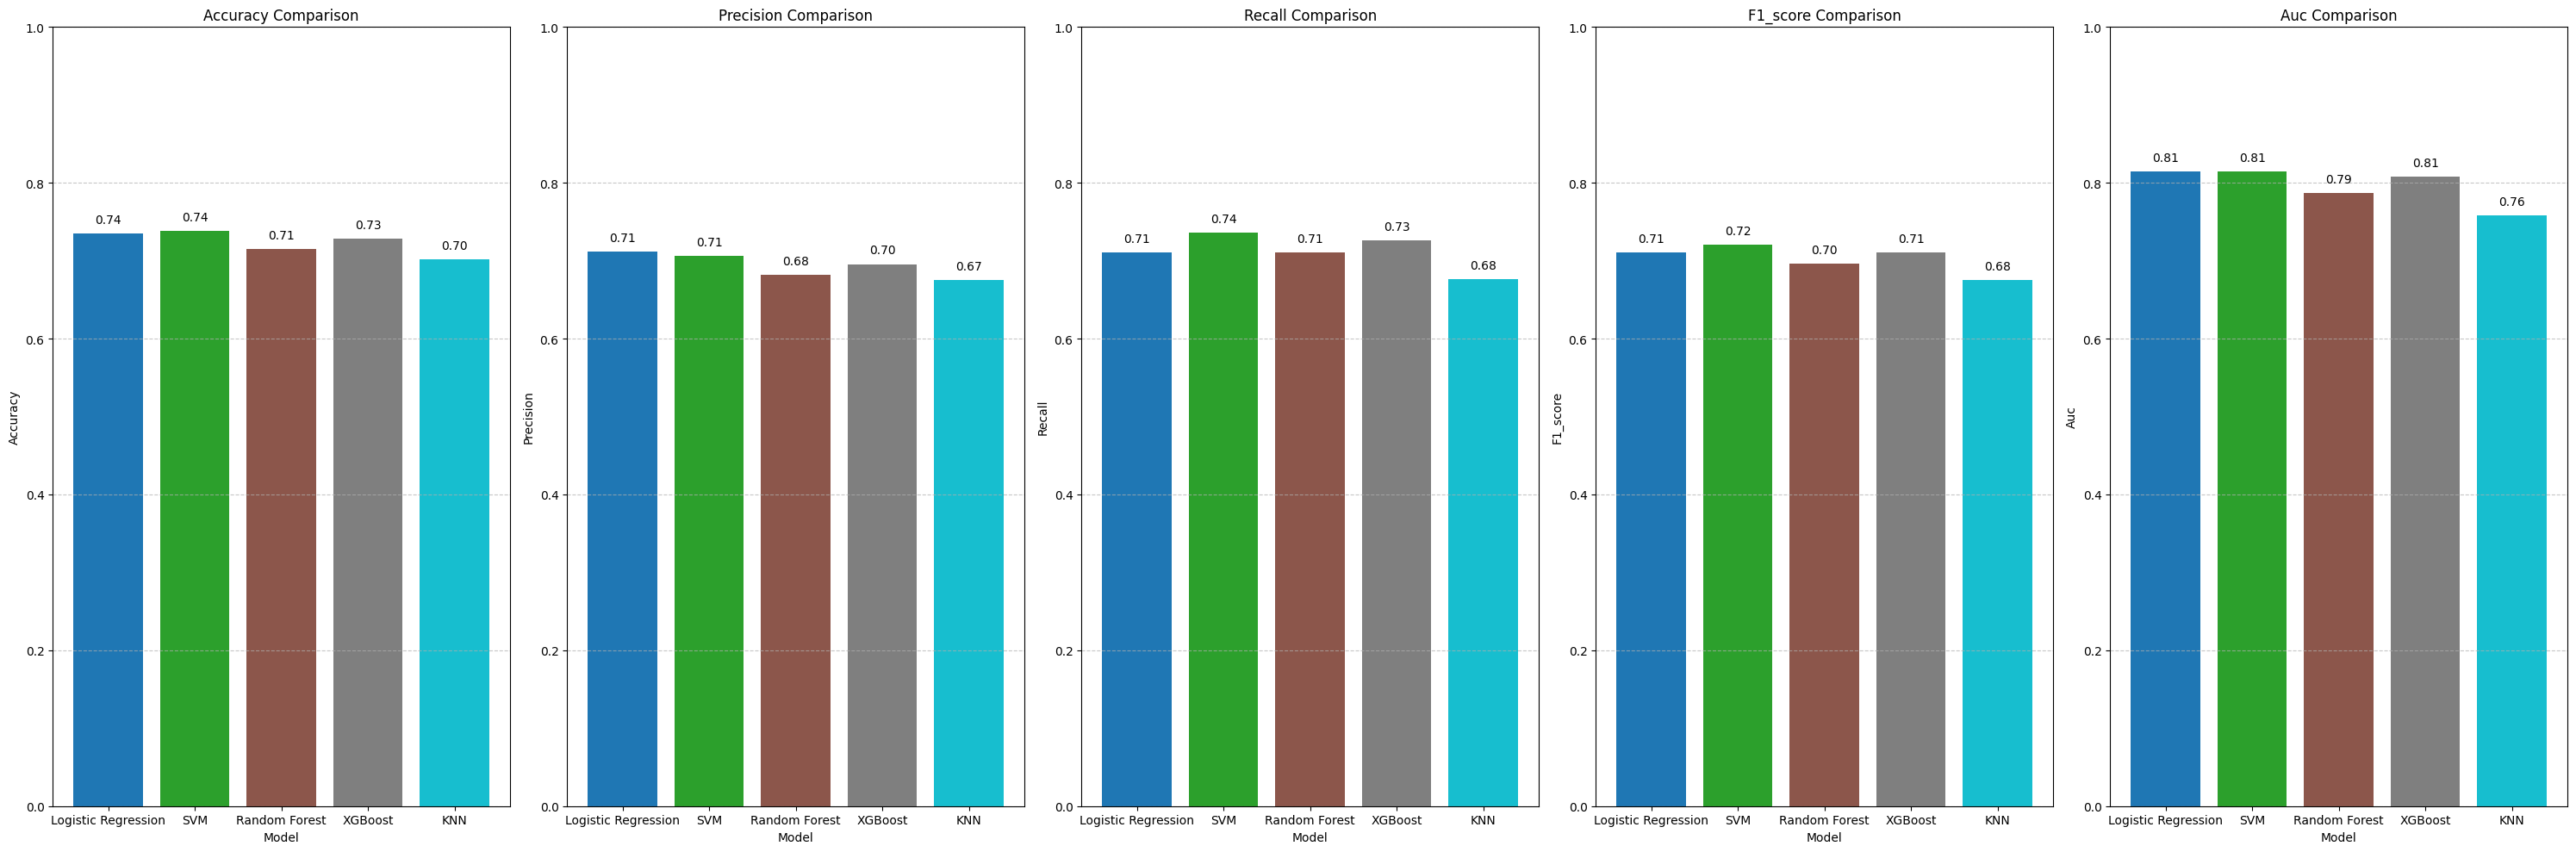 Accuracy Comparison
1.0
0.8
0.6
0.4
0.2
0.0
Accuracy
0.74
0.74
0.71
0.73
0.70
Logistic Regression
SVM
Random Forest
XGBoost
KNN
Model
Precision Comparison
1.0
0.8
0.6
0.4
0.2
0.0
Precision
0.71
0.71
0.68
0.70
0.67
Logistic Regression
SVM
Random Forest
XGBoost
KNN
Model
Recall Comparison
1.0
0.8
0.6
0.4
0.2
0.0
Recall
0.71
0.74
0.71
0.73
0.68
Logistic Regression
SVM
Random Forest
XGBoost
KNN
Model
F1_score Comparison
1.0
0.8
0.6
0.4
0.2
0.0
F1_score
0.71
0.72
0.70
0.71
0.68
Logistic Regression
SVM
Random Forest
XGBoost
KNN
Model
Auc Comparison
1.0
0.8
0.6
0.4
0.2
0.0
Auc
0.81
0.81
0.79
0.81
0.76
Logistic Regression
SVM
Random Forest
XGBoost
KNN
Model